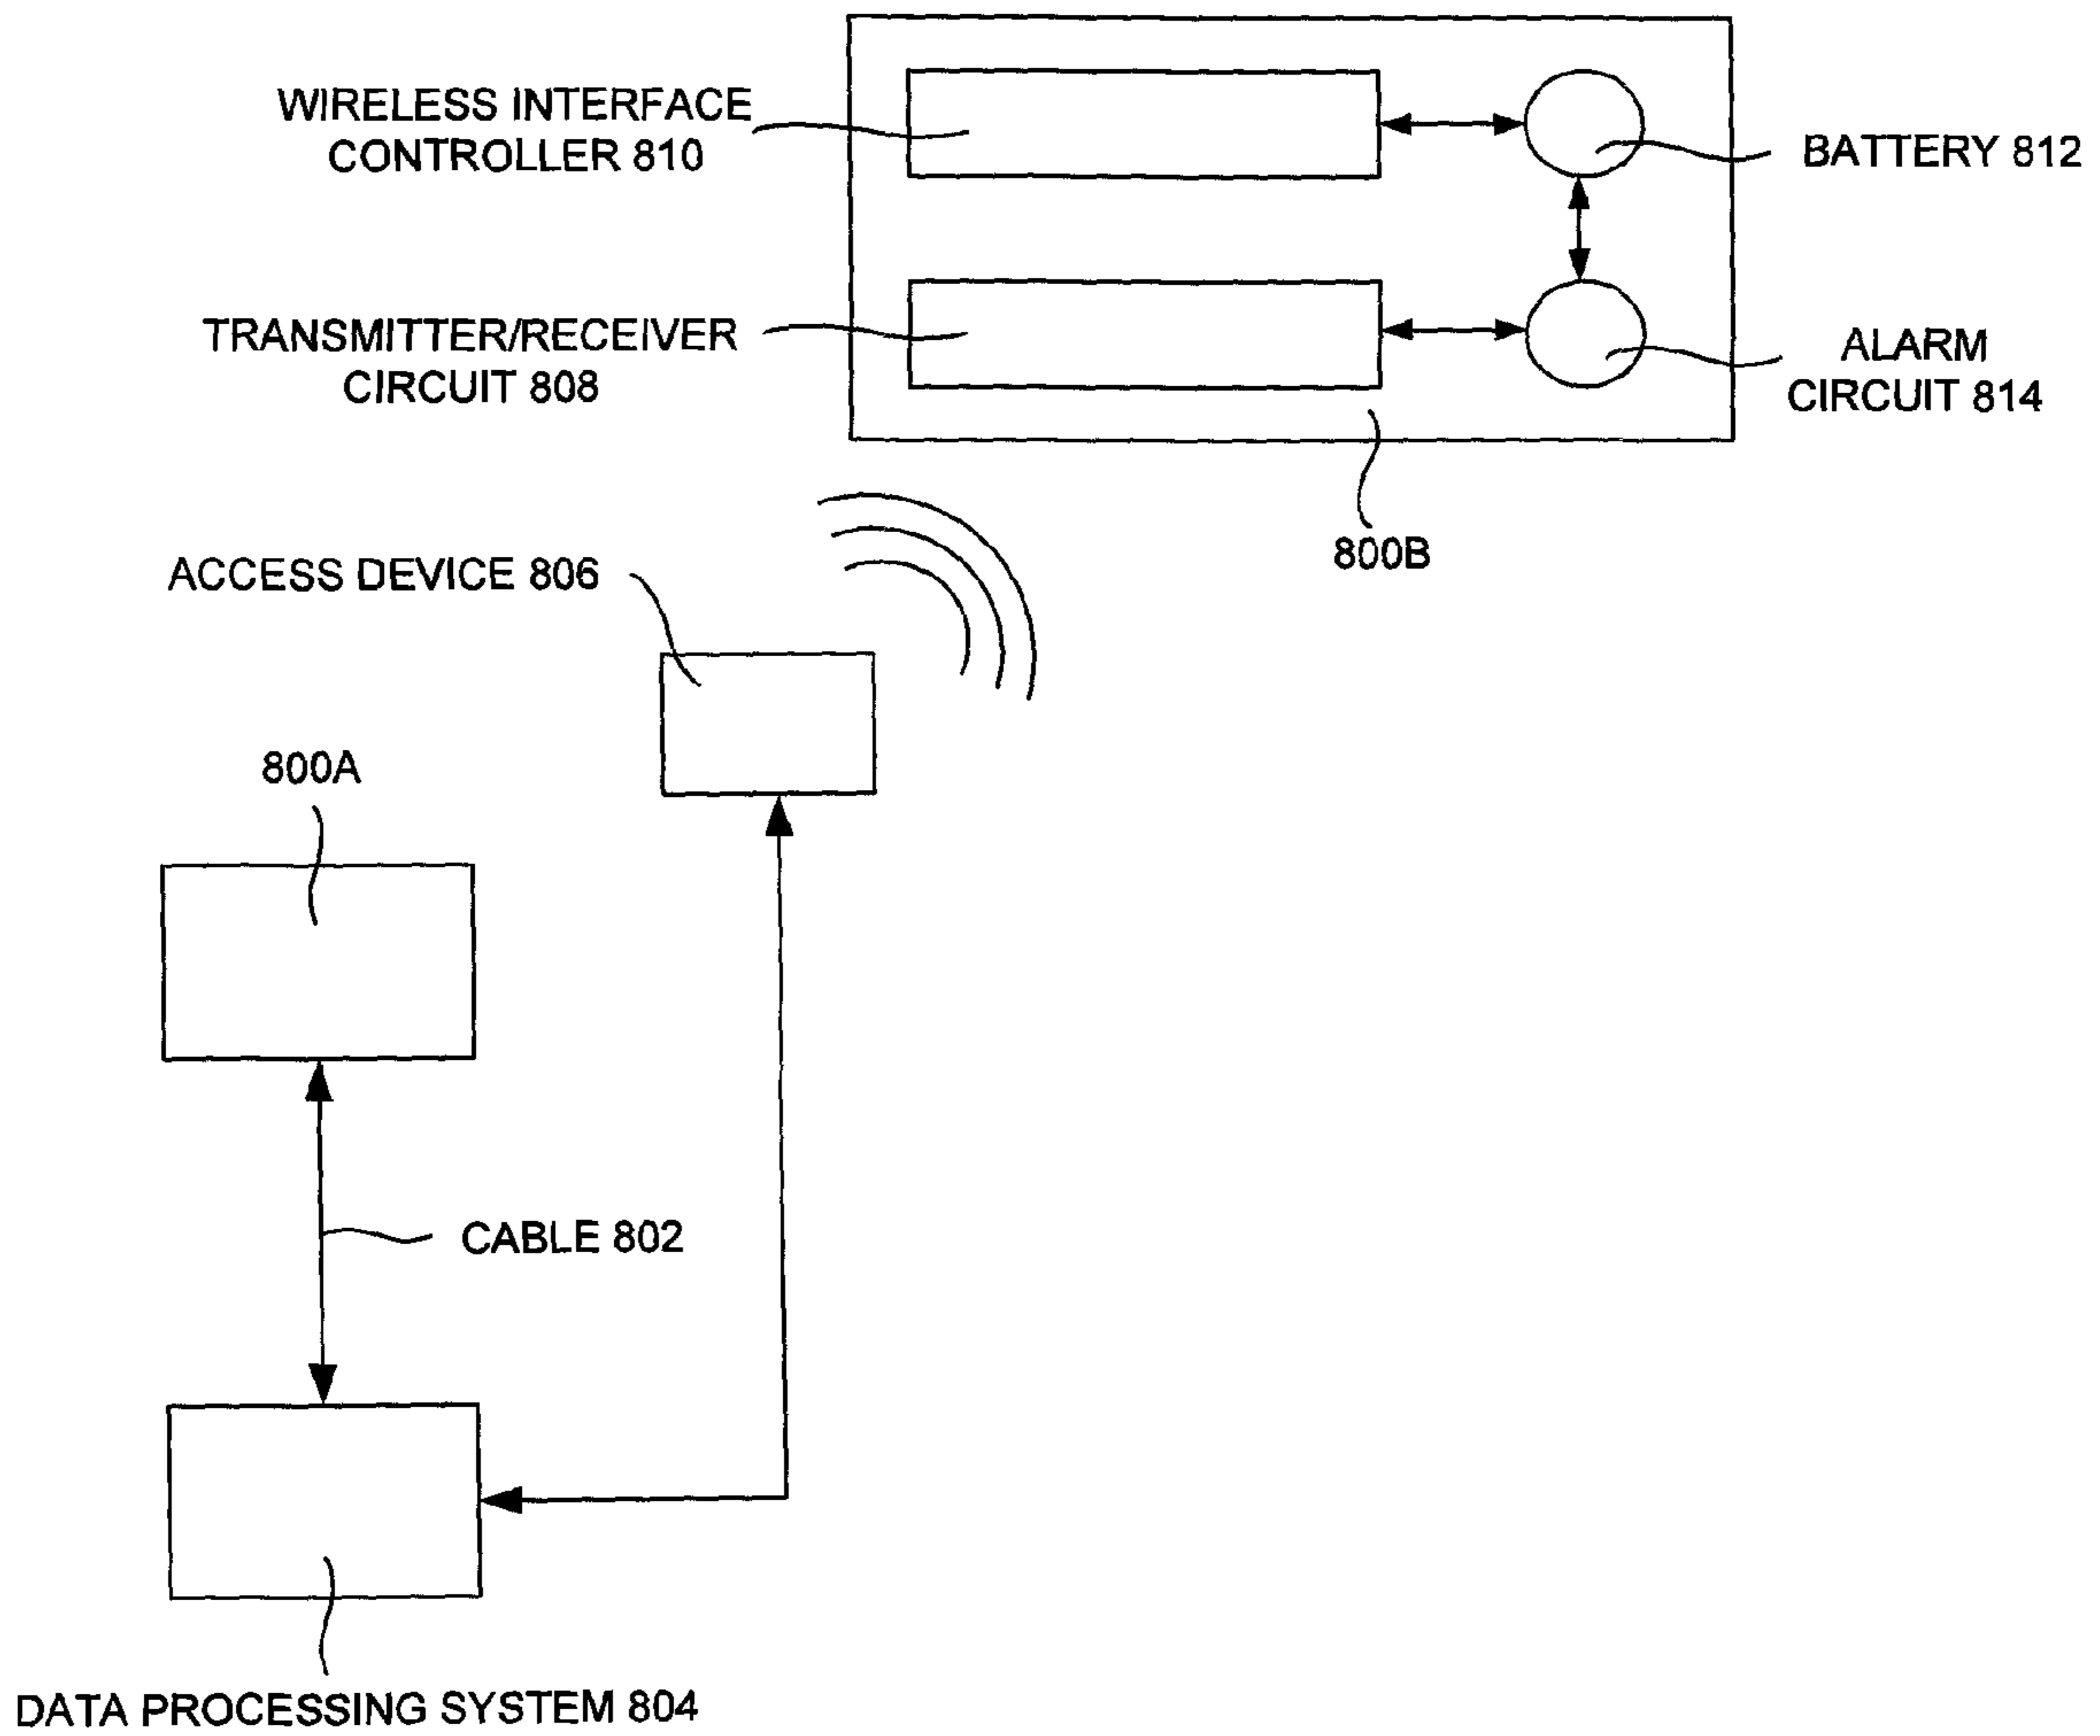 WIRELESS INTERFACE
CONTROLLER 810
BATTERY 812
TRANSMITTER/RECEIVER
CIRCUIT 808
ALARM
CIRCUIT 814
800B
ACCESS DEVICE 806
800A
CABLE 802
DATA PROCESSING SYSTEM 804